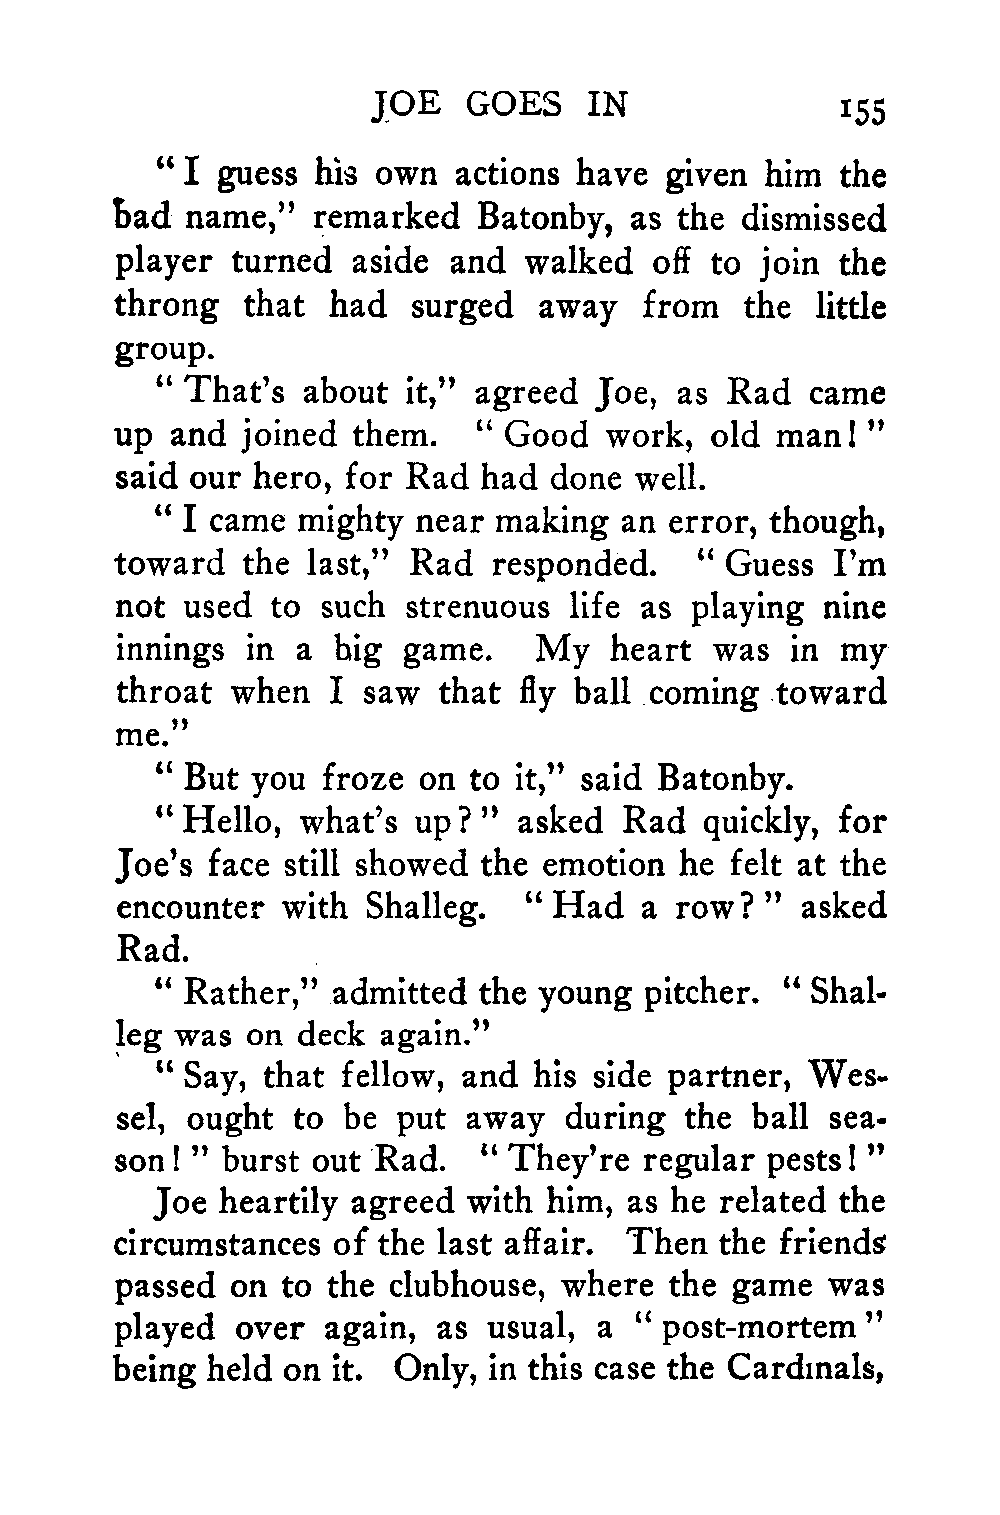 JOE GOES IN 155
“ I guess his own actions have given him the
bad name,” remarked Batonby, as the dismissed
player turned aside and walked off to join the
throng that had surged away from the little
group.
“ That’s about it,” agreed Joe, as Rad came
up and joined them. “ Good work, old man! ”
said our hero, for Rad had done well.
“ I came mighty near making an error, though,
toward the last,” Rad responded. “ Guess I’m
not used to such strenuous life as playing nine
innings in a big game. My heart was in my
throat when I saw that fly ball coming toward
me.”
“ But you froze on to it,” said Batonby.
“ Hello, what’s up? ” asked Rad quickly, for
Joe’s face still showed the emotion he felt at the
encounter with Shalleg. “ Had a row? ” asked
Rad.
“ Rather,” admitted the young pitcher. “ Shal-
leg was on deck again.”
“ Say, that fellow, and his side partner, Wes-
sel, ought to be put away during the ball sea-
son! ” burst out Rad. “ They’re regular pests! ”
Joe heartily agreed with him, as he related the
circumstances of the last affair. Then the friends
passed on to the clubhouse, where the game was
played over again, as usual, a “ post-mortem ”
being held on it. Only, in this case the Cardinals,